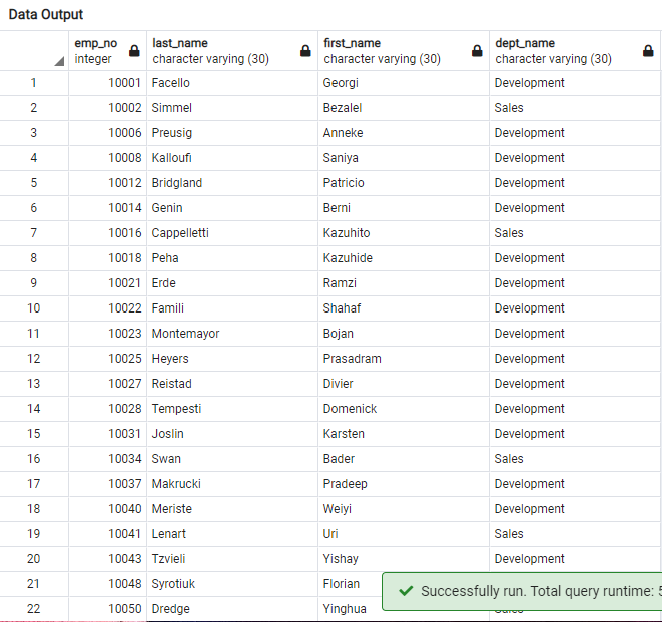 Data Output
emp_no last_name first_name dept_name
integer character varying (30) character varying (30) character varying (30)
1 10001 Facello Georgi Development
2 10002 Simmel Bezalel Sales
3 10006 Preusig Anneke Development
4 10008 Kalloufi Saniya Development
5 10012 Bridgland Patricio Development
6 10014 Genin Berni Development
7 10016 Cappelletti Kazuhito Sales
8 10018 Peha Kazuhide Development
9 10021 Erde Ramzi Development
10 10022 Famili Shahaf Development
11 10023 Montemayor Bojan Development
12 10025 Heyers Prasadram Development
13 10027 Reistad Divier Development
14 10028 Tempesti Domenick Development
15 10031 Joslin Karsten Development
16 10034 Swan Bader Sales
17 10037 Makrucki Pradeep Development
18 10040 Meriste Weiyi Development
19 10041 Lenart Uri Sales
20 10043 Tzvieli Yishay Development
21 10048 Syrotiuk Florian
Successfully run. Total query runtime:
22 10050 Dredge Yinghua Sales